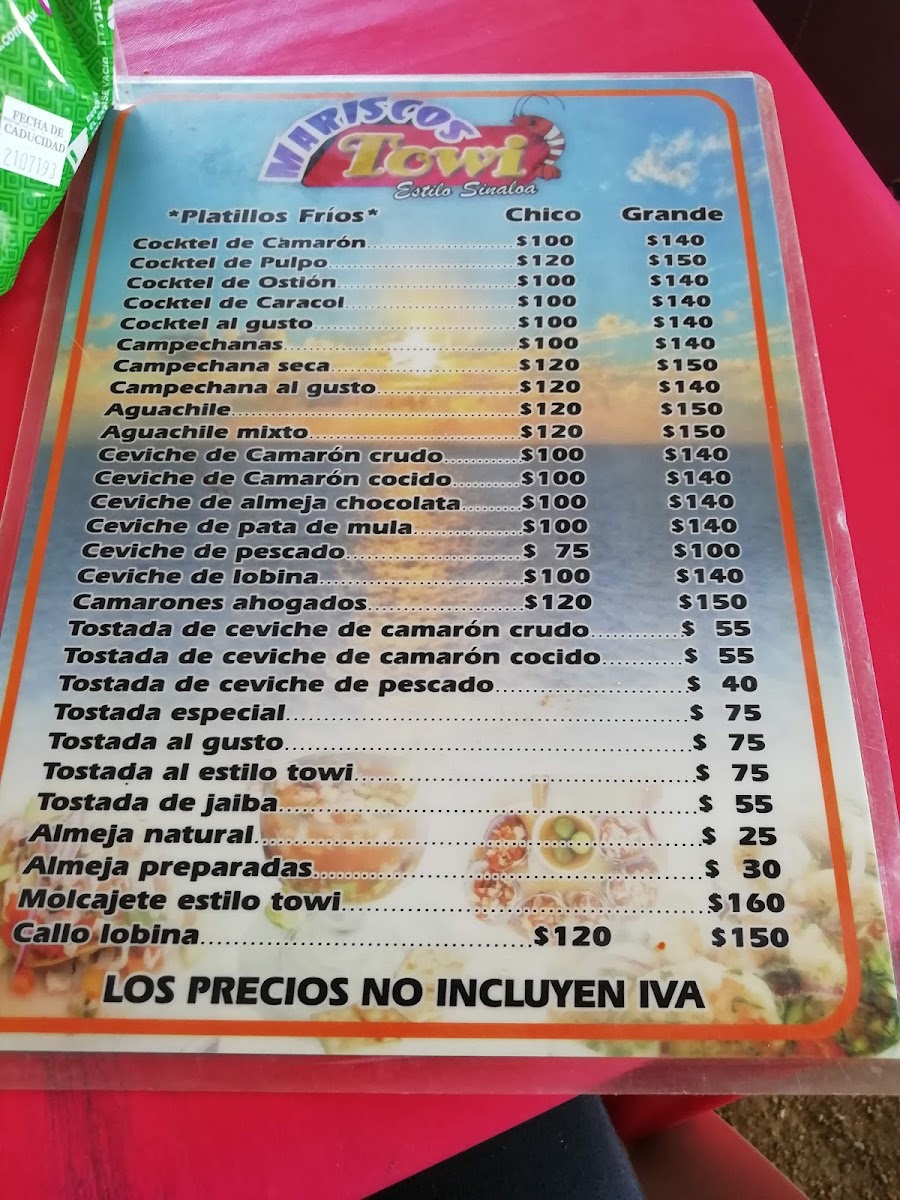 .com.mx
FECHA DE
CADUCIDAD
2107193
MARISCOS
Towi
Estilo Sinaloa
*Platillos Fríos* Chico Grande
Cocktel de Camarón $100 $140
Cocktel de Pulpo $120 $150
Cocktel de Ostión $100 $140
Cocktel de Caracol $100 $140
Cocktel al gusto $100 $140
Campechanas $100 $140
Campechana seca $120 $150
Campechana al gusto $120 $140
Aguachile $120 $150
Aguachile mixto $120 $150
Ceviche de Camarón crudo $100 $140
Ceviche de Camarón cocido $100 $140
Ceviche de almeja chocolata $100 $140
Ceviche de pata de mula $100 $140
Ceviche de pescado $ 75 $100
Ceviche de lobina $100 $140
Camarones ahogados $120 $150
Tostada de ceviche de camarón crudo $ 55
Tostada de ceviche de camarón cocido $ 55
Tostada de ceviche de pescado $ 40
Tostada especial $ 75
Tostada al gusto $ 75
Tostada al estilo towi $ 75
Tostada de jaiba $ 55
Almeja natural $ 25
Almeja preparadas $ 30
Molcajete estilo towi $160
Callo lobina $120 $150
LOS PRECIOS NO INCLUYEN IVA